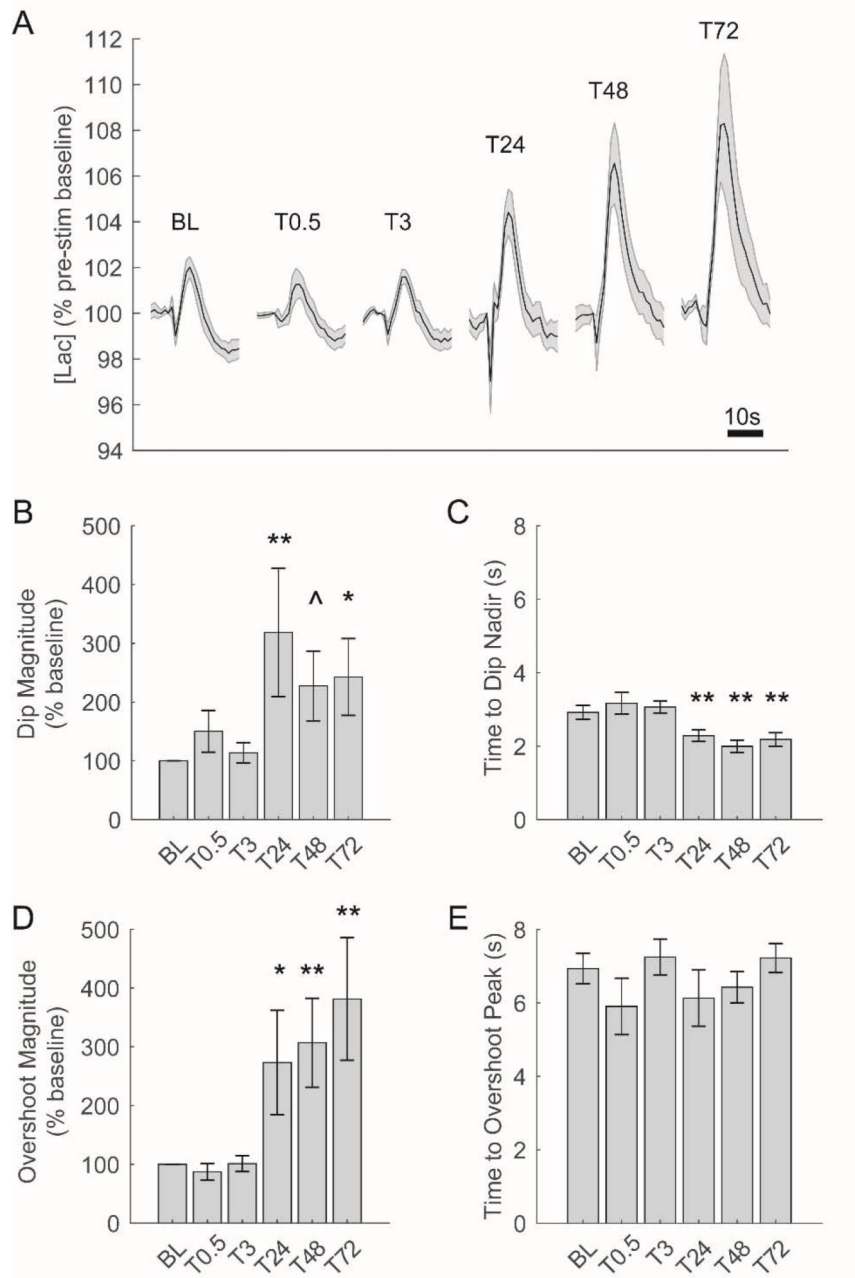 A
112
110
108
106
104
102
100
98
96
94
[Lac] (% pre-stim baseline)
BL
T0.5
T3
T24
T48
T72
10s
B
500
400
300
200
100
0
Dip Magnitude
(% baseline)
**
^
*
BL
T0.5
T3
T24
T48
T72
C
8
6
4
2
0
Time to Dip Nadir (s)
**
**
**
BL
T0.5
T3
T24
T48
T72
D
500
400
300
200
100
0
Overshoot Magnitude
(% baseline)
*
**
**
BL
T0.5
T3
T24
T48
T72
E
8
6
4
2
0
Time to Overshoot Peak (s)
BL
T0.5
T3
T24
T48
T72